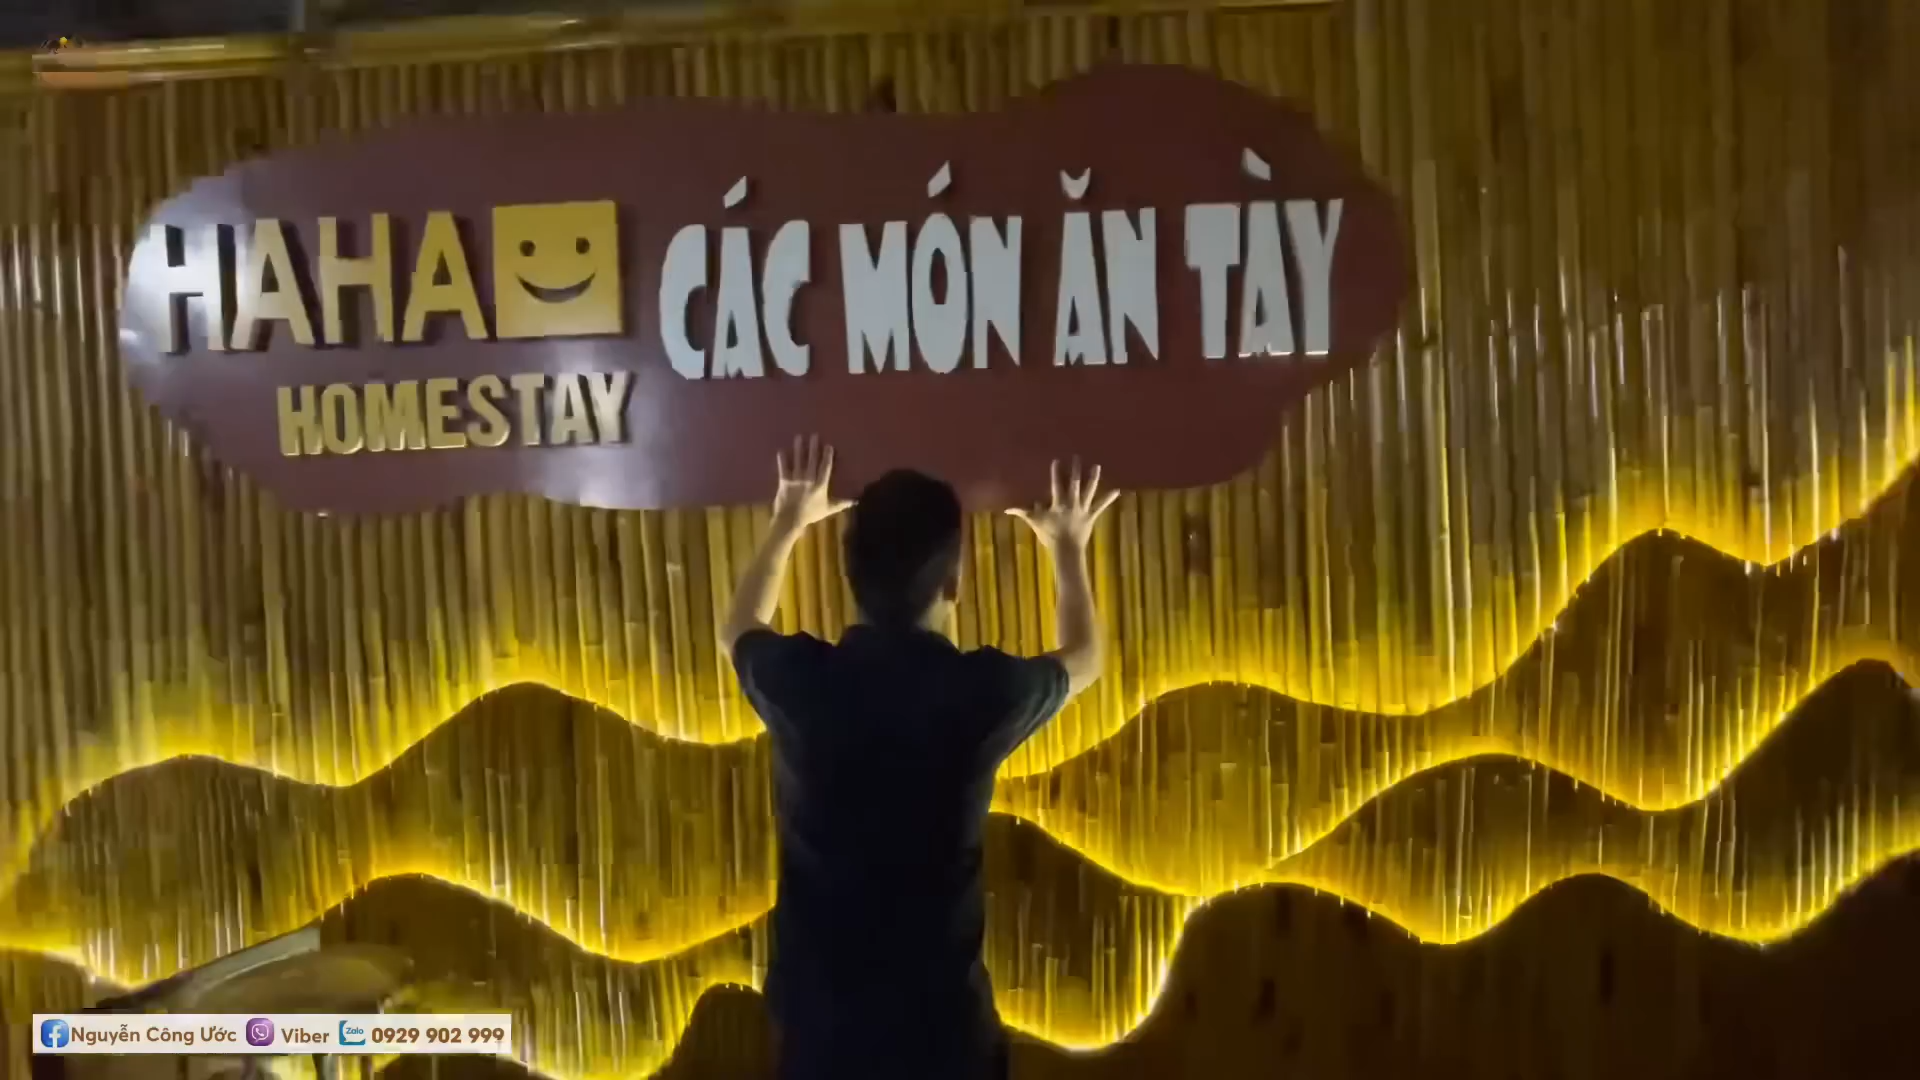 HAHA
HOMESTAY
CÁC MÓN ĂN TÀY
Nguyễn Công Ước Viber Zalo 0929 902 999